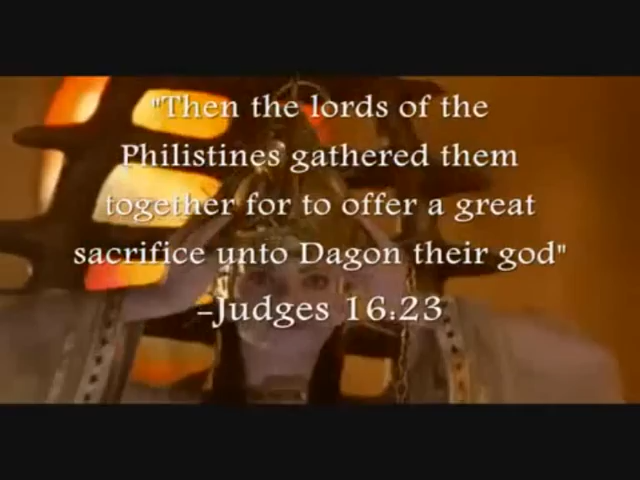 "Then the lords of the
Philistines gathered them
together for to offer a great
sacrifice unto Dagon their god"
-Judges 16:23